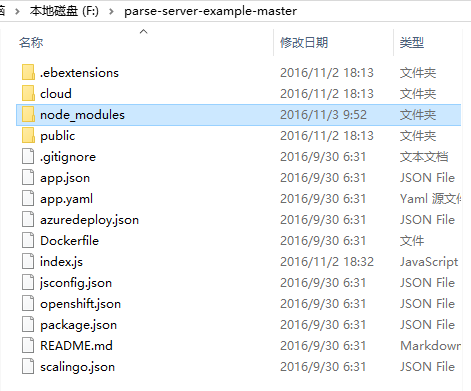 本地磁盘 (F:) › parse-server-example-master
名称 修改日期 类型
.ebextensions 2016/11/2 18:13 文件夹
cloud 2016/11/2 18:13 文件夹
node_modules 2016/11/3 9:52 文件夹
public 2016/11/2 18:13 文件夹
.gitignore 2016/9/30 6:31 文本文档
app.json 2016/9/30 6:31 JSON File
app.yaml 2016/9/30 6:31 Yaml 源文件
azuredeploy.json 2016/9/30 6:31 JSON File
Dockerfile 2016/9/30 6:31 文件
index.js 2016/11/2 18:32 JavaScript
jsconfig.json 2016/9/30 6:31 JSON File
openshift.json 2016/9/30 6:31 JSON File
package.json 2016/9/30 6:31 JSON File
README.md 2016/9/30 6:31 Markdown
scalingo.json 2016/9/30 6:31 JSON File